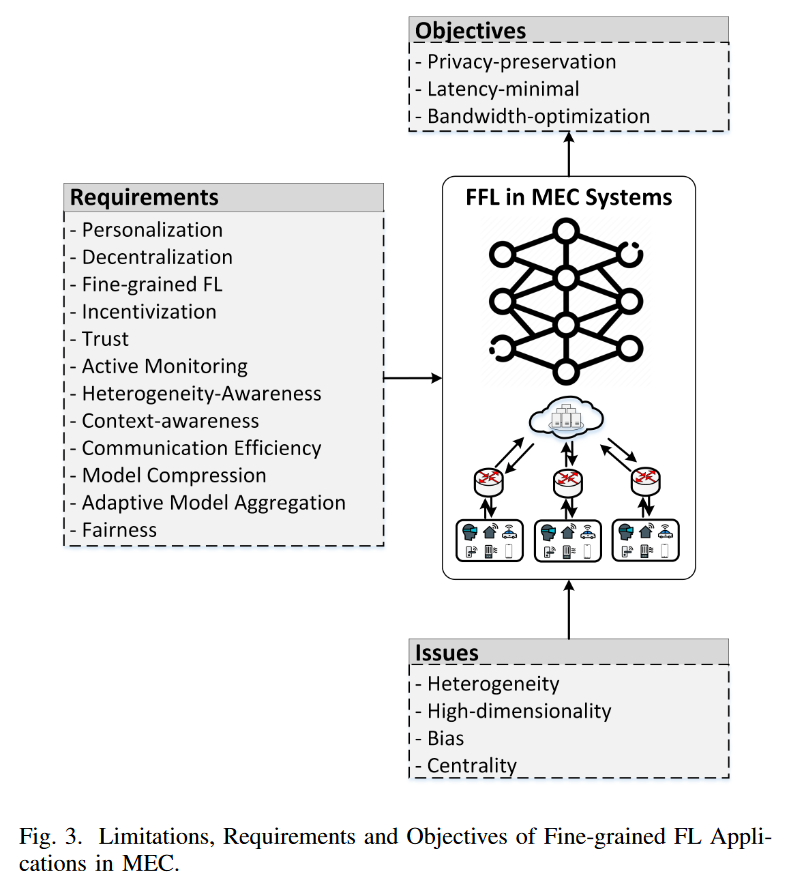 Objectives
- Privacy-preservation
- Latency-minimal
- Bandwidth-optimization
Requirements
- Personalization
- Decentralization
- Fine-grained FL
- Incentivization
- Trust
- Active Monitoring
- Heterogeneity-Awareness
- Context-awareness
- Communication Efficiency
- Model Compression
- Adaptive Model Aggregation
- Fairness
FFL in MEC Systems
Issues
- Heterogeneity
- High-dimensionality
- Bias
- Centrality
Fig. 3. Limitations, Requirements and Objectives of Fine-grained FL Appli-
cations in MEC.